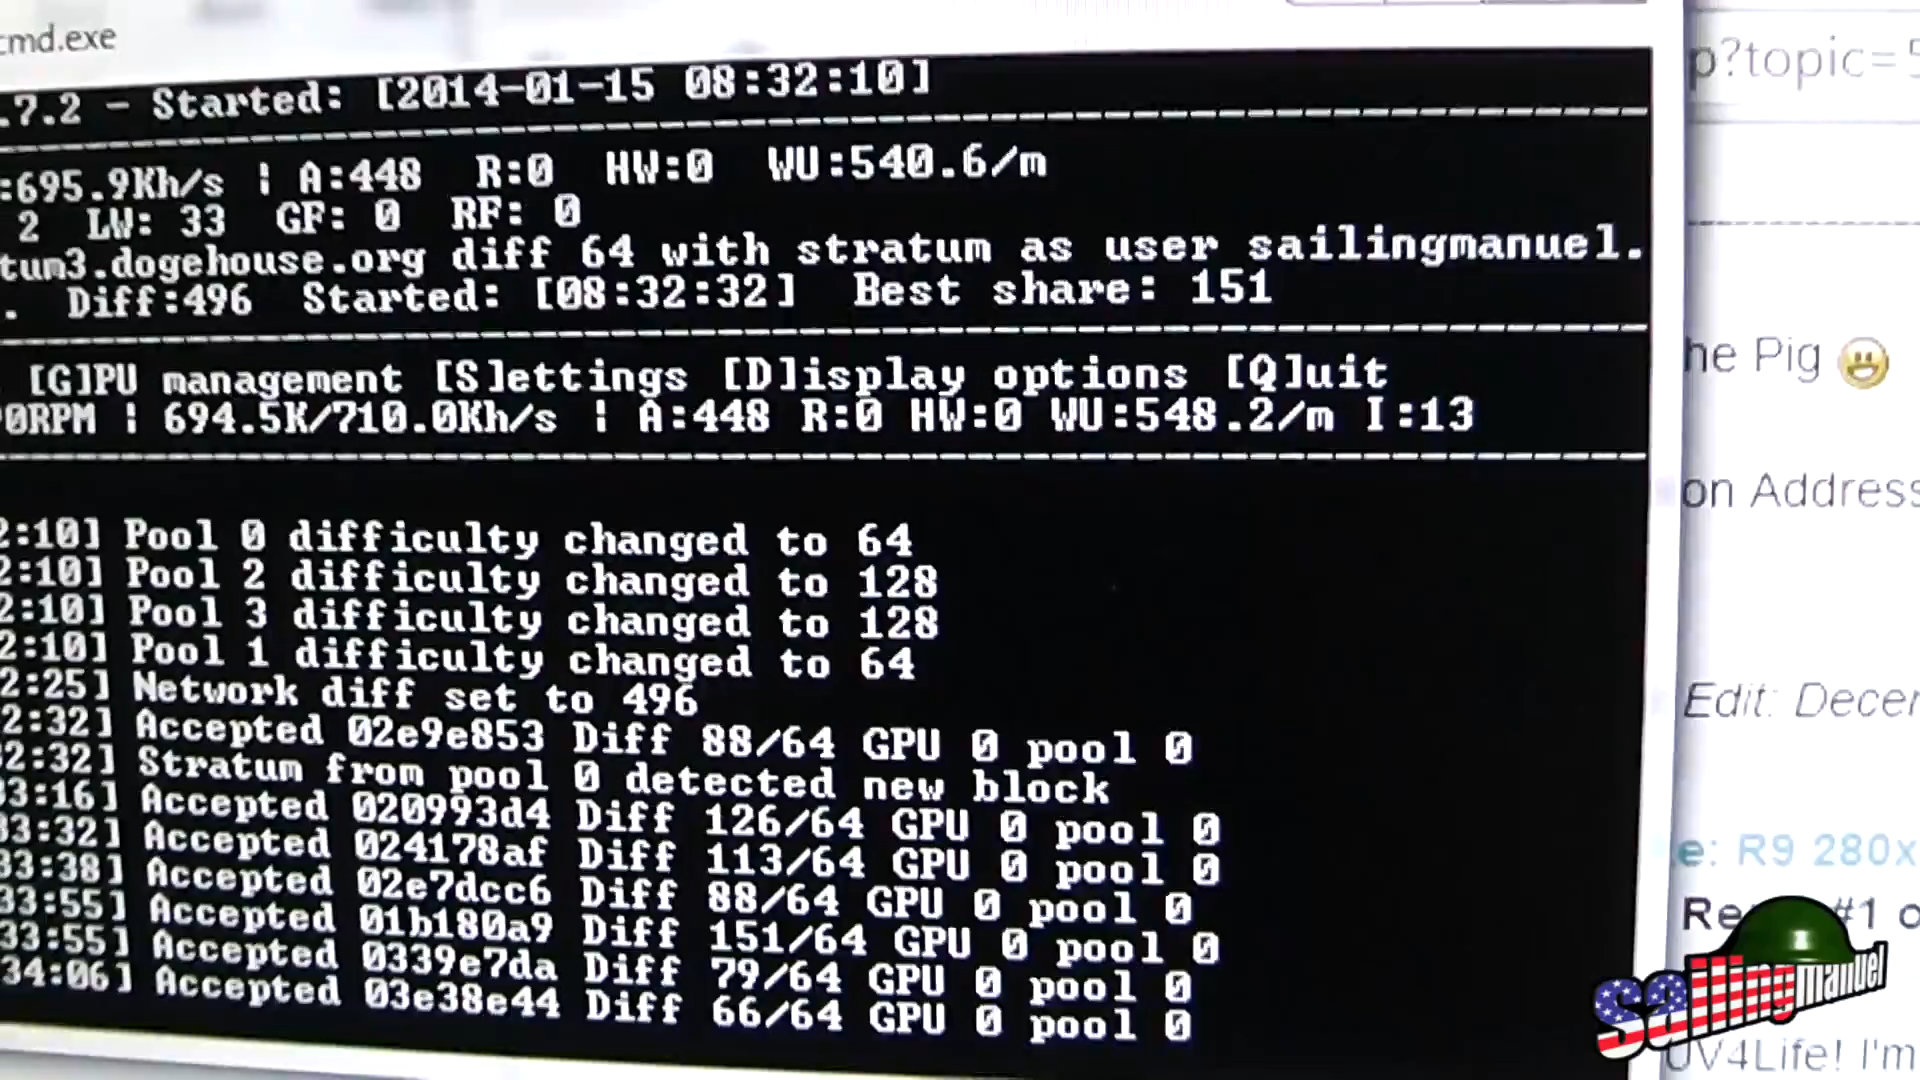 cmd.exe
.7.2 - Started: [2014-01-15 08:32:10]
:695.9Kh/s | A:448 R:0 HW:0 WU:540.6/m
2 LW: 33 GF: 0 RF: 0
tum3.dogehouse.org diff 64 with stratum as user sailingmanuel.
. Diff:496 Started: [08:32:32] Best share: 151
[G]PU management [S]ettings [D]isplay options [Q]uit
0RPM | 694.5K/710.0Kh/s | A:448 R:0 HW:0 WU:548.2/m I:13
2:10] Pool 0 difficulty changed to 64
2:10] Pool 2 difficulty changed to 128
2:10] Pool 3 difficulty changed to 128
2:10] Pool 1 difficulty changed to 64
2:25] Network diff set to 496
2:32] Accepted 02e9e853 Diff 88/64 GPU 0 pool 0
32:32] Stratum from pool 0 detected new block
33:16] Accepted 020993d4 Diff 126/64 GPU 0 pool 0
33:32] Accepted 024178af Diff 113/64 GPU 0 pool 0
33:38] Accepted 02e7dcc6 Diff 88/64 GPU 0 pool 0
33:55] Accepted 01b180a9 Diff 151/64 GPU 0 pool 0
33:55] Accepted 0339e7da Diff 79/64 GPU 0 pool 0
34:06] Accepted 03e38e44 Diff 66/64 GPU 0 pool 0
p?topic=5
he Pig
on Address
Edit: Decem
e: R9 280x
#1 o
sailingmanuel
UV4Life! I'm